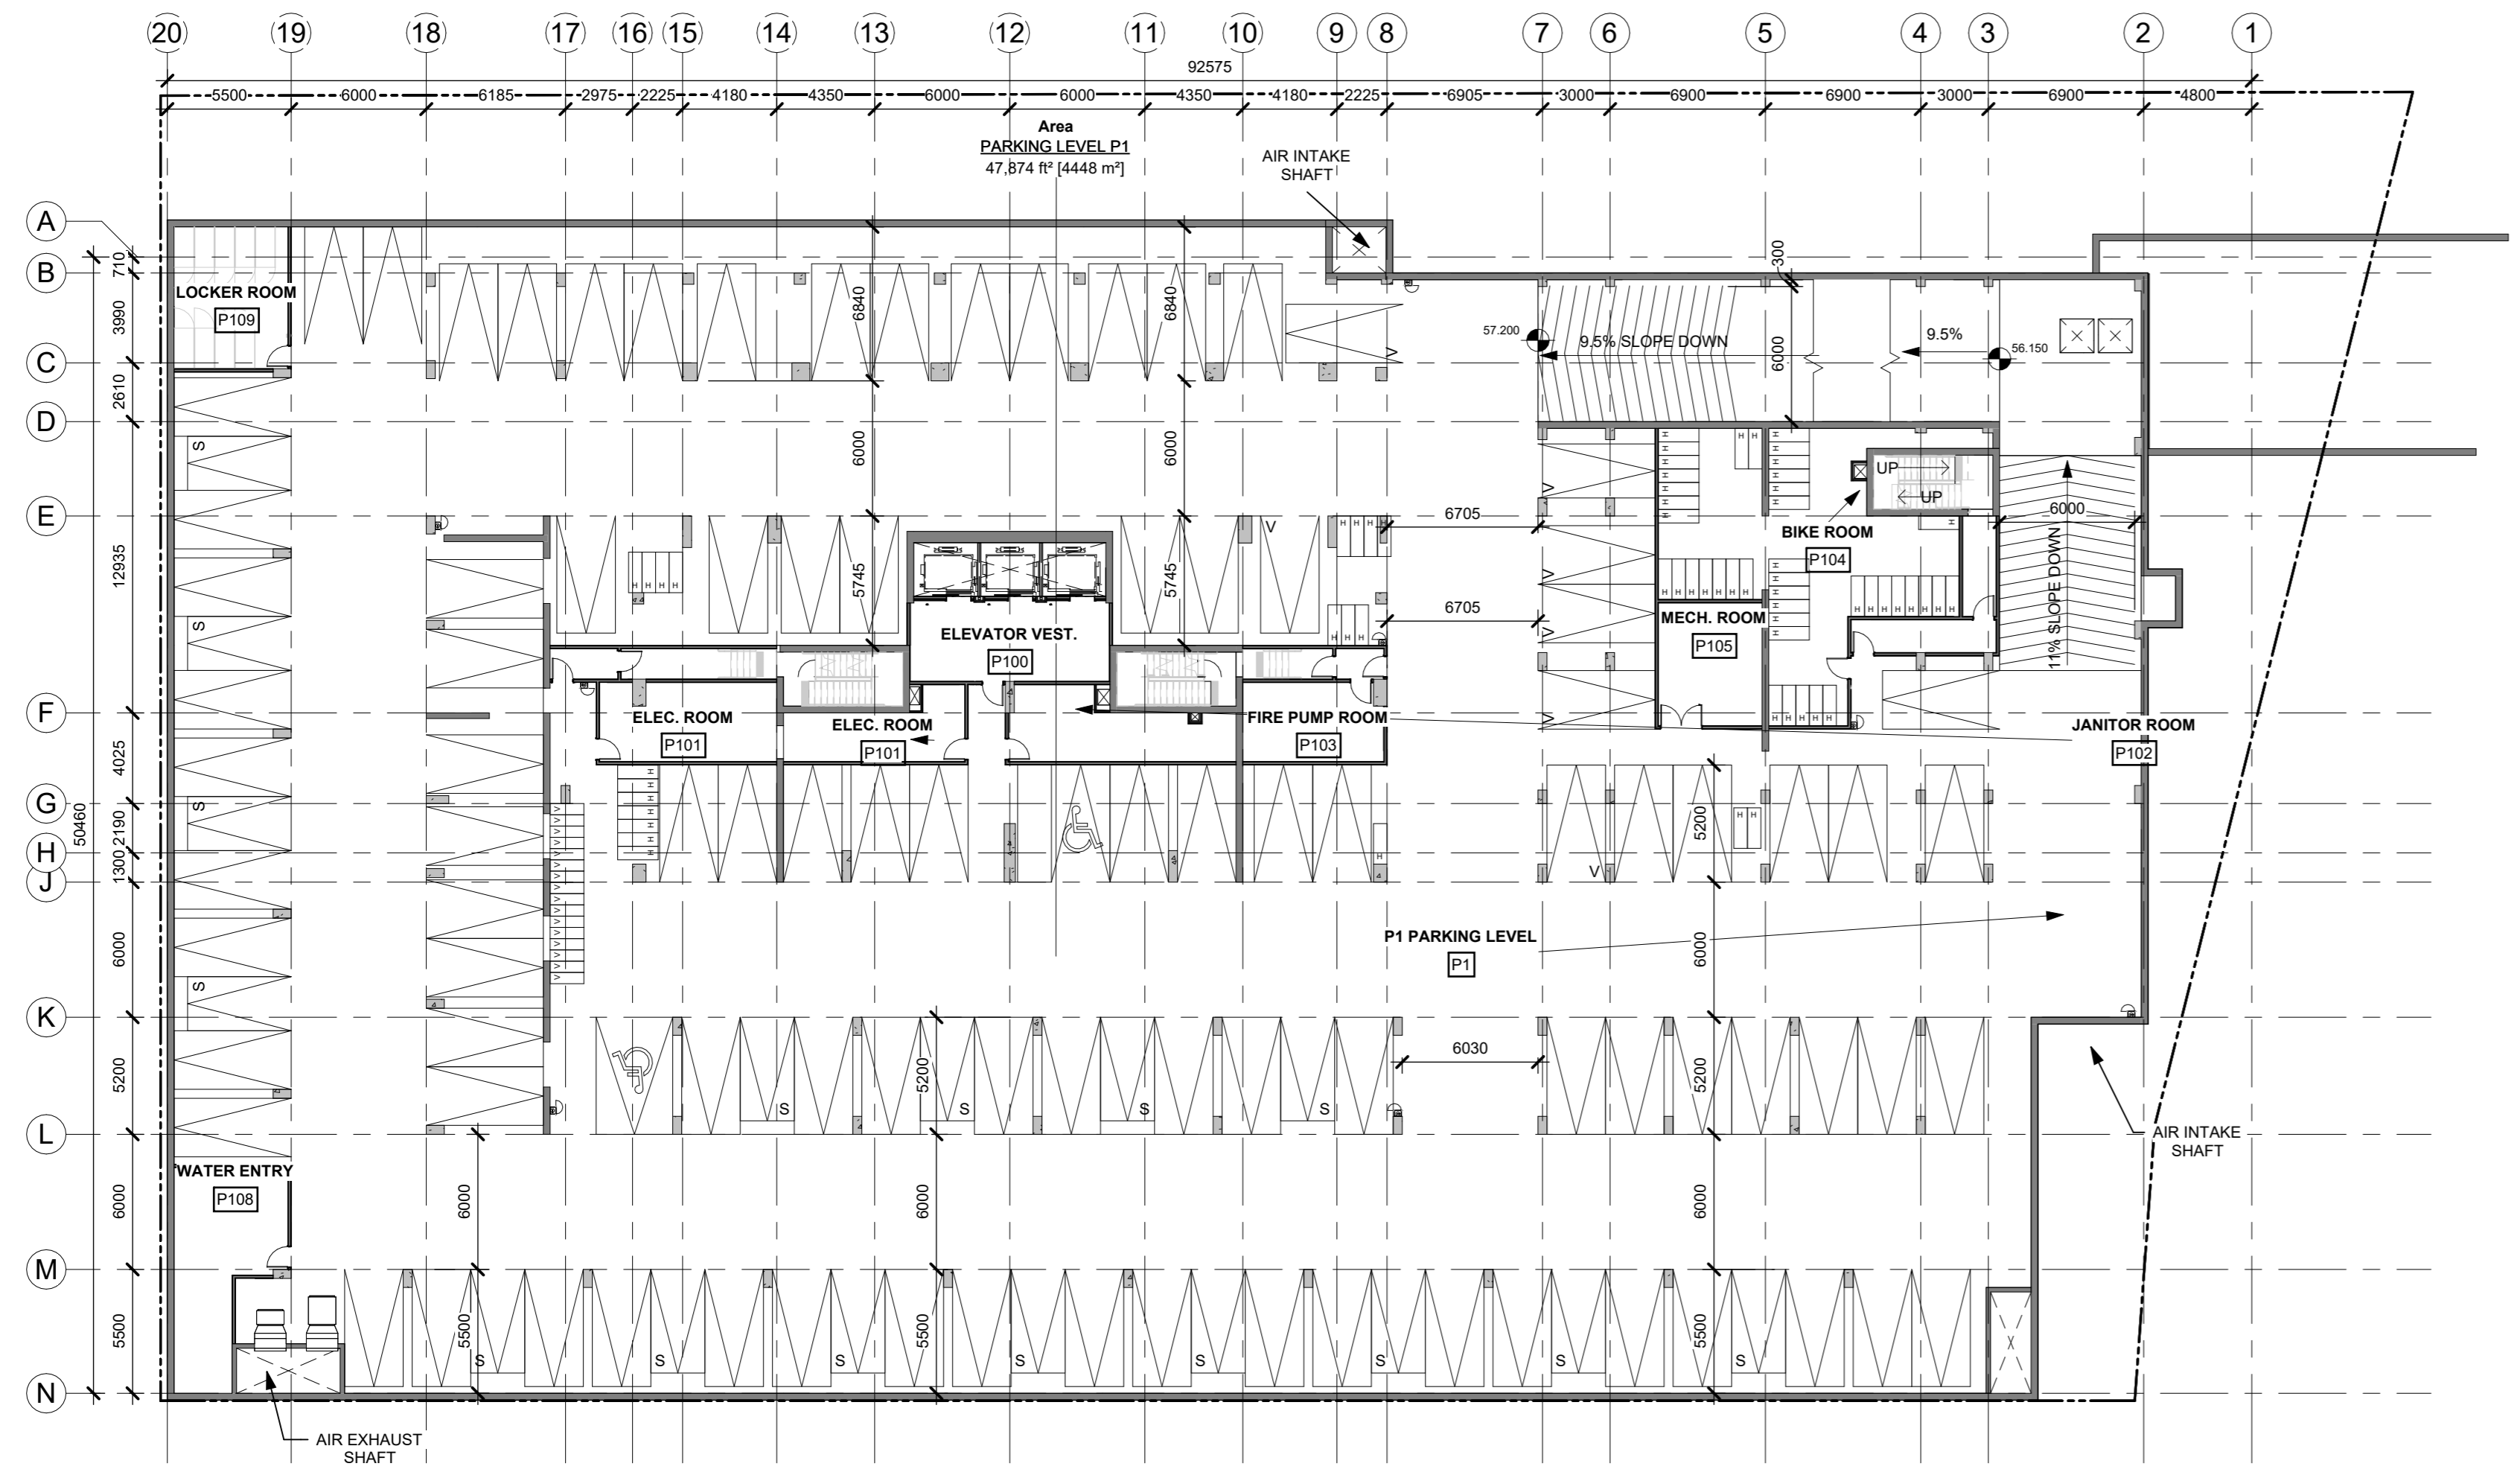 20 19 18 17 16 15 14 13 12 11 10 9 8 7 6 5 4 3 2 1
92575
5500 6000 6185 2975 2225 4180 4350 6000 6000 4350 4180 2225 6905 3000 6900 6900 3000 6900 4800
Area
PARKING LEVEL P1
47,874 ft² [4448 m²]
AIR INTAKE
SHAFT
A
B
C
D
E
F
G
H
J
K
L
M
N
50460
710
3990
2610
12935
4025
2190
1300
6000
5200
6000
5500
LOCKER ROOM
P109
6840
6840
300
57.200
9.5% SLOPE DOWN
6000
9.5%
56.150
V
S
6000
6000
UP
UP
BIKE ROOM
P104
6000
11% SLOPE DOWN
V
V
6705
V
H H H H
5745
5745
6705
V
V
S
ELEVATOR VEST.
P100
MECH. ROOM
P105
ELEC. ROOM
P101
ELEC. ROOM
P101
FIRE PUMP ROOM
P103
JANITOR ROOM
P102
V
S
5200
V
P1 PARKING LEVEL
P1
6000
S
5200
6030
5200
S S S S
AIR INTAKE
SHAFT
WATER ENTRY
P108
6000
6000
6000
5500
5500
5500
S S S S S S S S
AIR EXHAUST
SHAFT